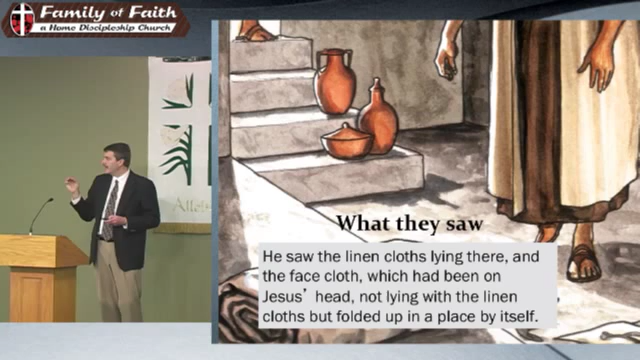 Family of Faith
a Home Discipleship Church
What they saw
He saw the linen cloths lying there, and
the face cloth, which had been on
Jesus’ head, not lying with the linen
cloths but folded up in a place by itself.